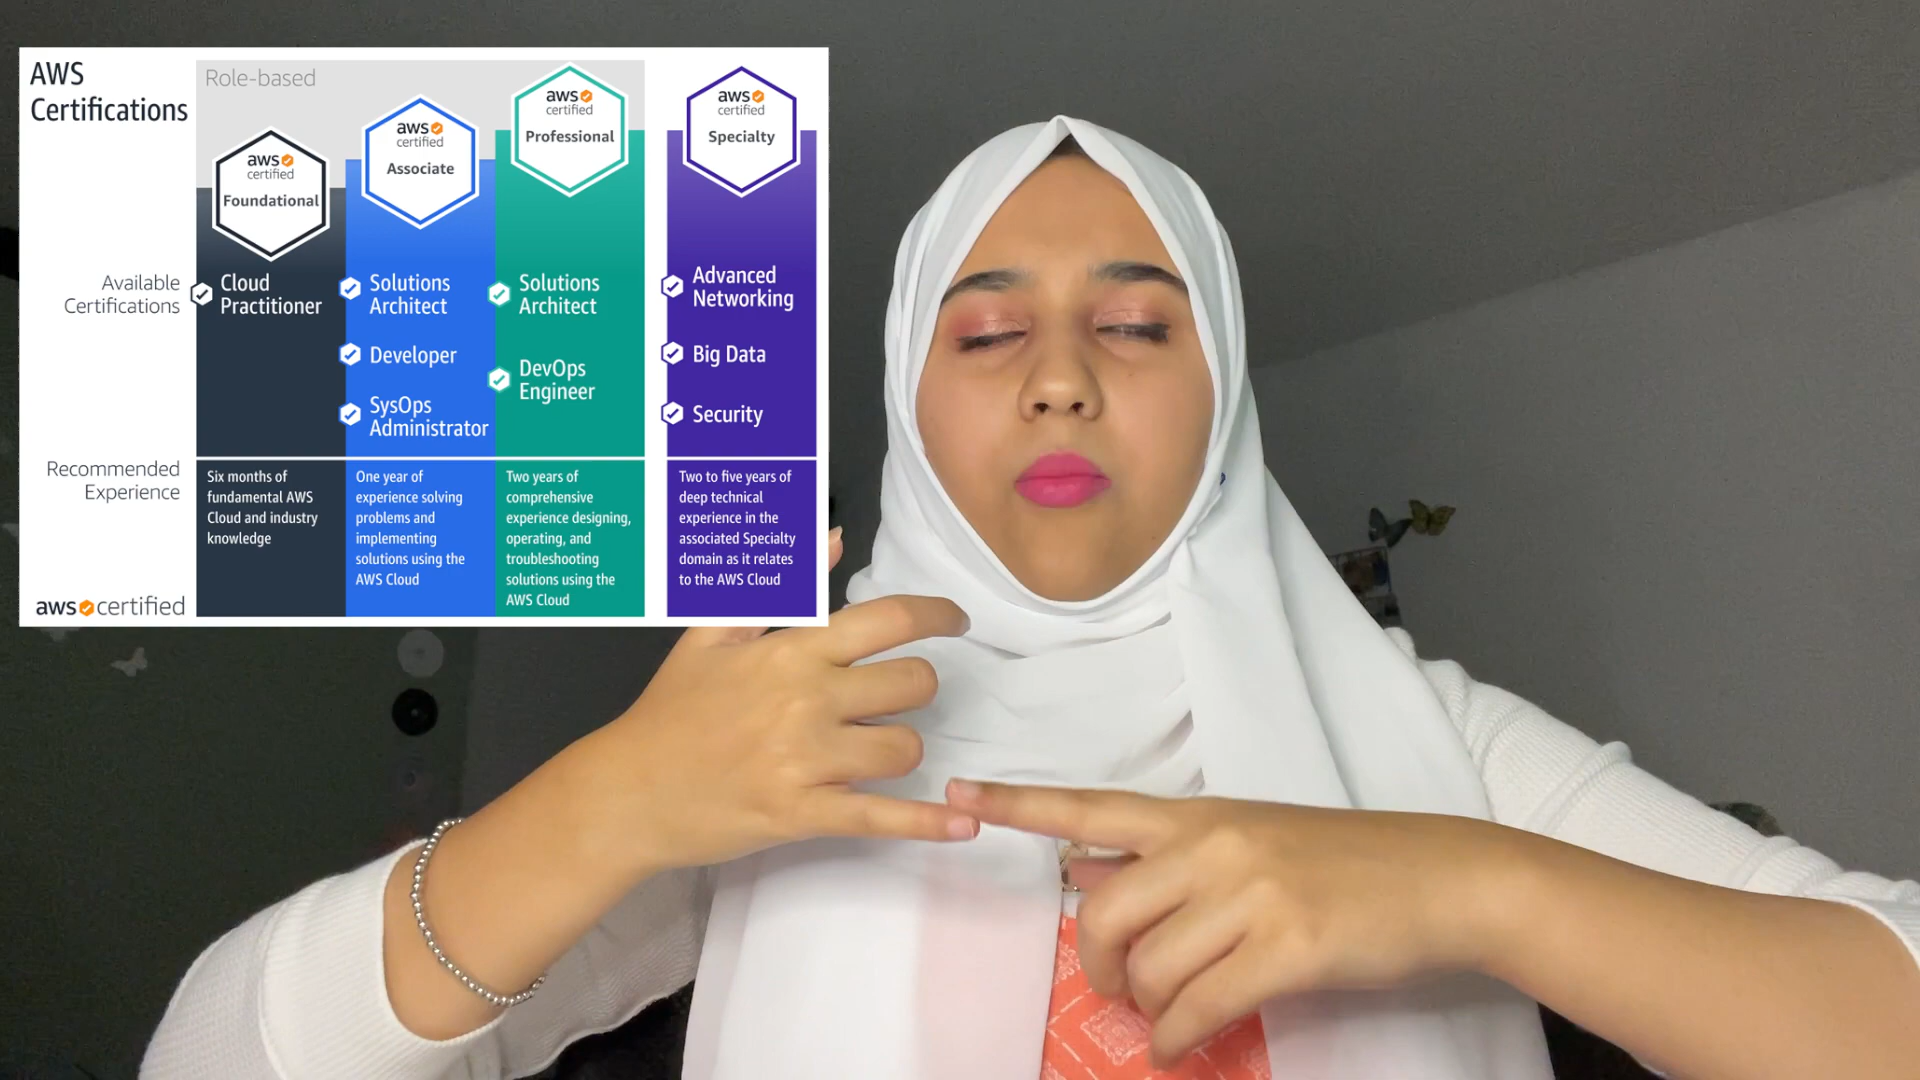 AWS
Certifications
Role-based
aws
certified
Foundational
aws
certified
Associate
aws
certified
Professional
aws
certified
Specialty
Available
Certifications
Cloud
Practitioner
Solutions
Architect
Developer
SysOps
Administrator
Solutions
Architect
DevOps
Engineer
Advanced
Networking
Big Data
Security
Recommended
Experience
Six months of
fundamental AWS
Cloud and industry
knowledge
One year of
experience solving
problems and
implementing
solutions using the
AWS Cloud
Two years of
comprehensive
experience designing,
operating, and
troubleshooting
solutions using the
AWS Cloud
Two to five years of
deep technical
experience in the
associated Specialty
domain as it relates
to the AWS Cloud
aws certified